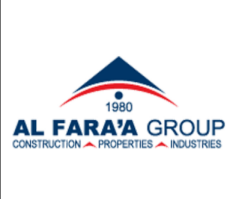 1980
AL FARA'A GROUP
CONSTRUCTION PROPERTIES INDUSTRIES